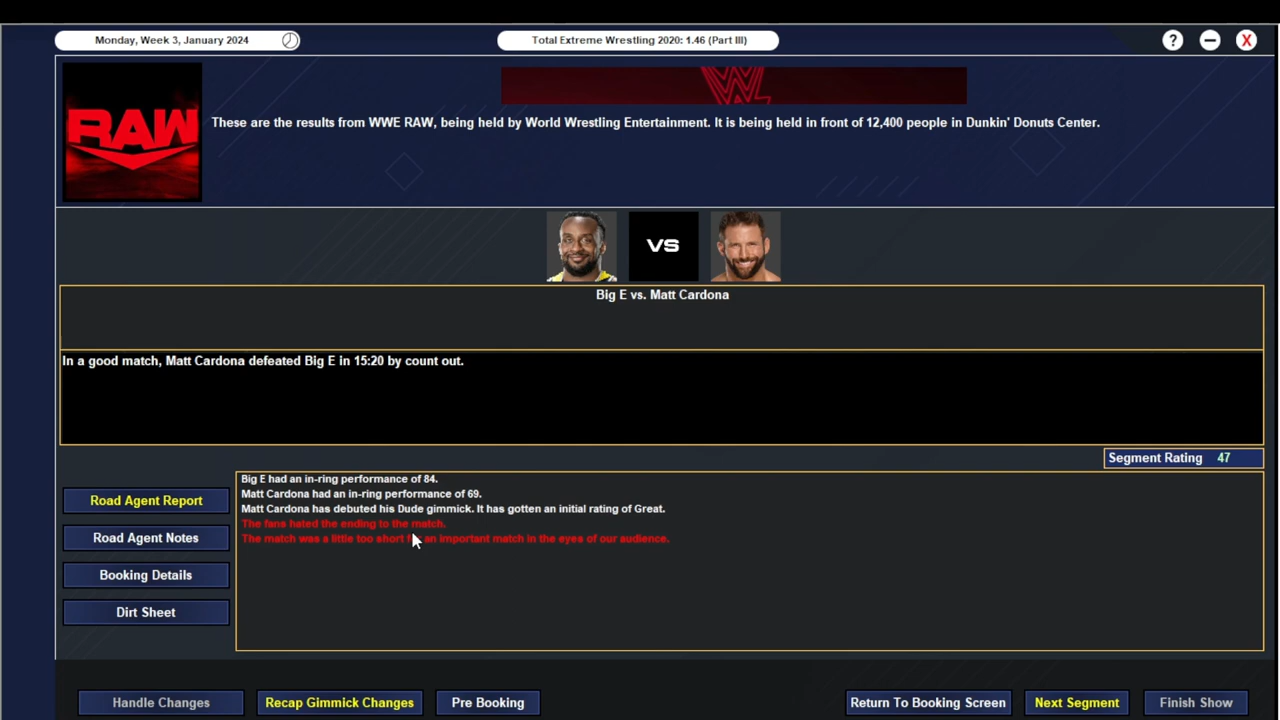 Monday, Week 3, January 2024
Total Extreme Wrestling 2020: 1.46 (Part III)
? X
RAW
These are the results from WWE RAW, being held by World Wrestling Entertainment. It is being held in front of 12,400 people in Dunkin' Donuts Center.
VS
Big E vs. Matt Cardona
In a good match, Matt Cardona defeated Big E in 15:20 by count out.
Segment Rating 47
Road Agent Report
Road Agent Notes
Booking Details
Dirt Sheet
Big E had an in-ring performance of 84.
Matt Cardona had an in-ring performance of 69.
Matt Cardona has debuted his Dude gimmick. It has gotten an initial rating of Great.
The fans hated the ending to the match.
The match was a little too short an important match in the eyes of our audience.
Handle Changes
Recap Gimmick Changes
Pre Booking
Return To Booking Screen
Next Segment
Finish Show